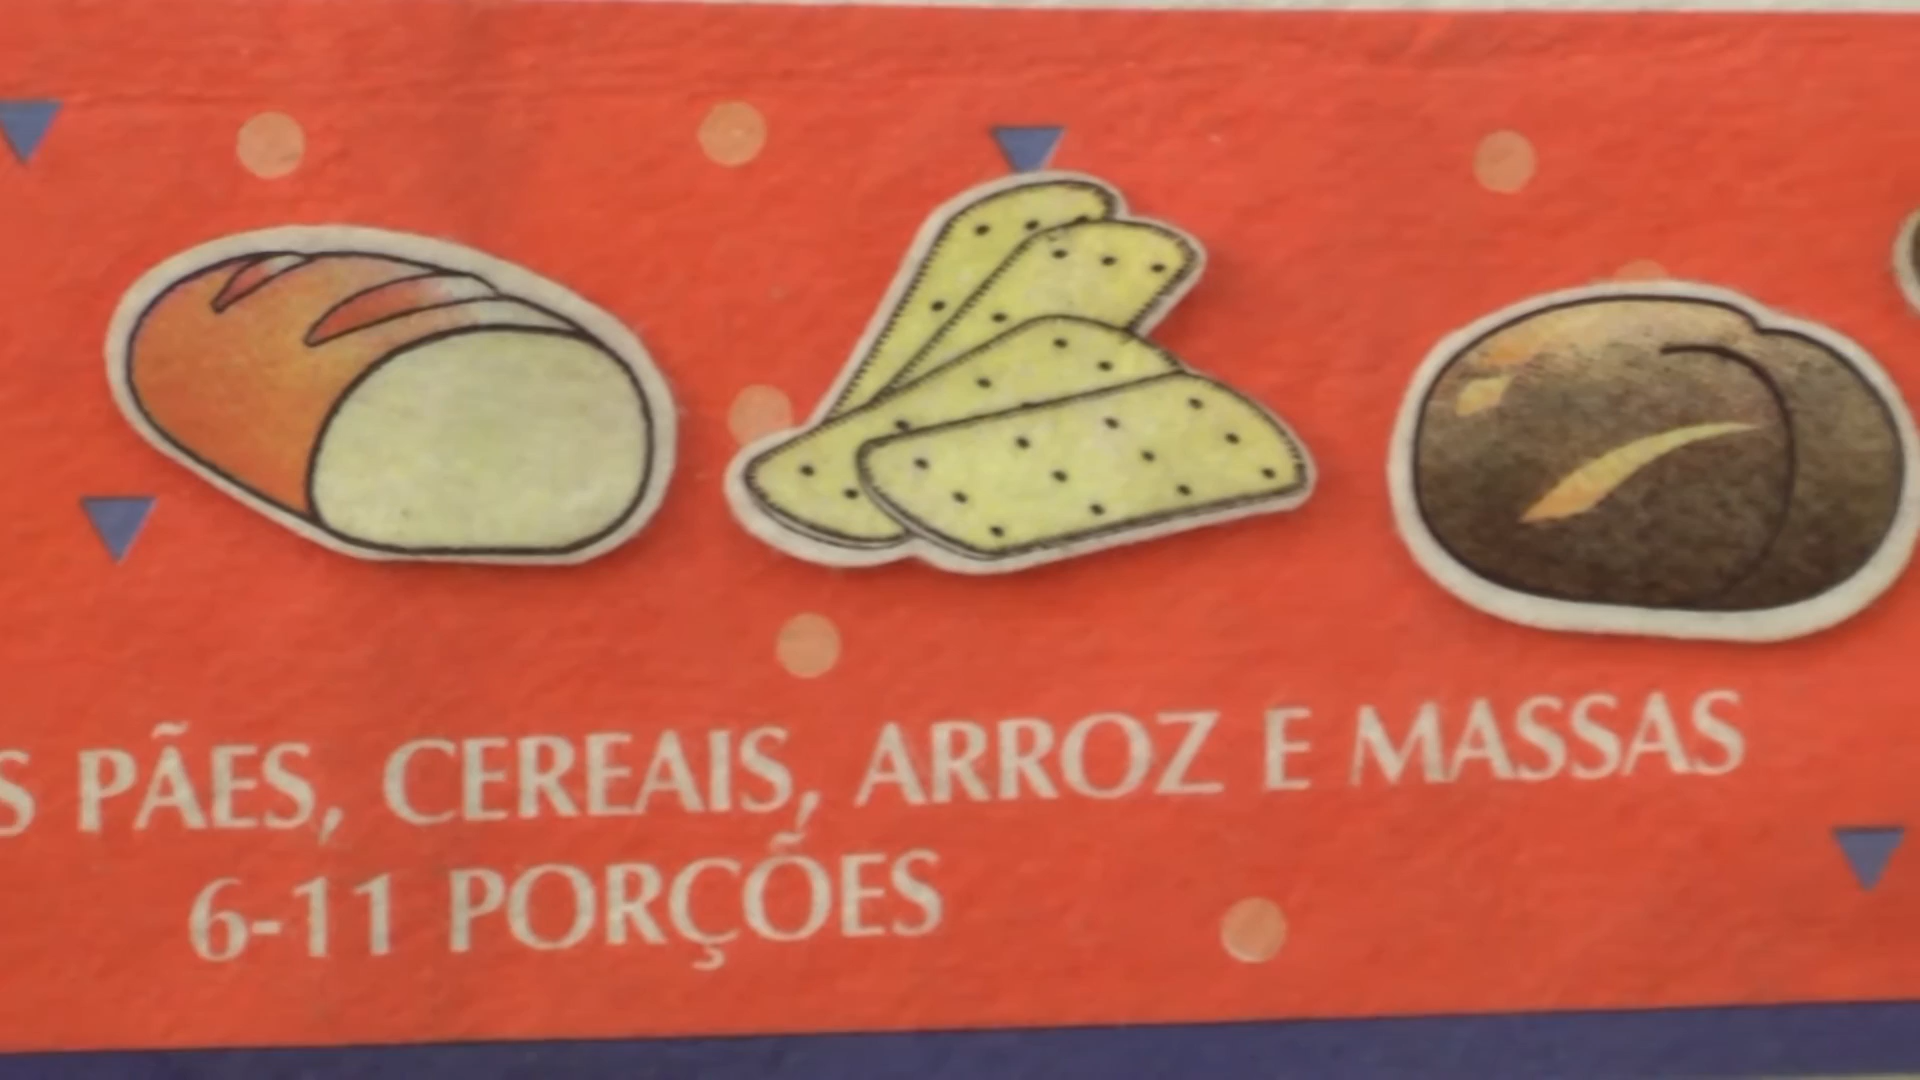 PÃES, CEREAIS, ARROZ E MASSAS
6-11 PORÇÕES